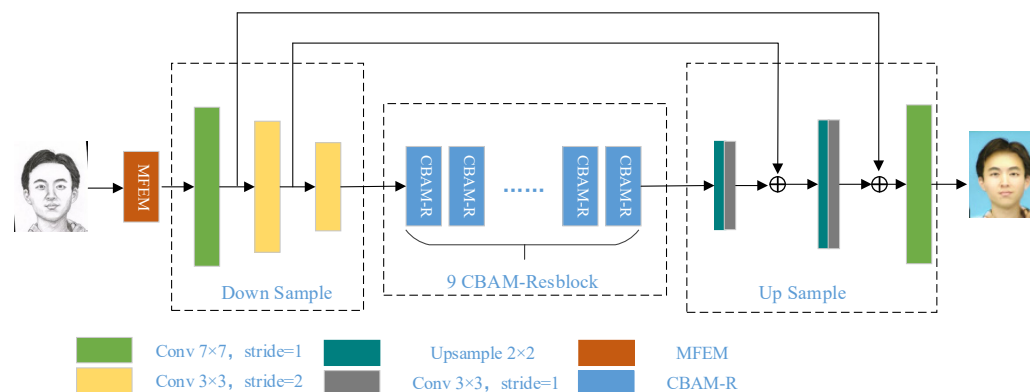 MFEM
CBAM-R
CBAM-R
......
CBAM-R
CBAM-R
Down Sample
9 CBAM-Resblock
Up Sample
Conv 7×7，stride=1
Upsample 2×2
MFEM
Conv 3×3，stride=2
Conv 3×3，stride=1
CBAM-R